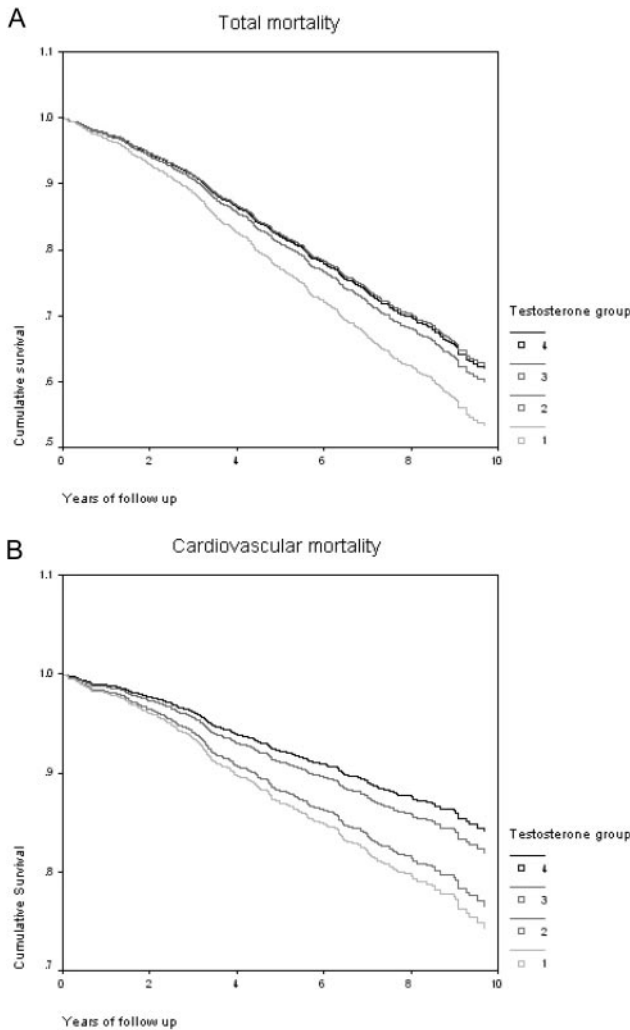 A
Total mortality
1.1
1.0
.9
.8
.7
.6
.5
Cumulative survival
0 2 4 6 8 10
Years of follow up
Testosterone group
4
3
2
1
B
Cardiovascular mortality
1.1
1.0
.9
.8
.7
Cumulative Survival
0 2 4 6 8 10
Years of follow up
Testosterone group
4
3
2
1